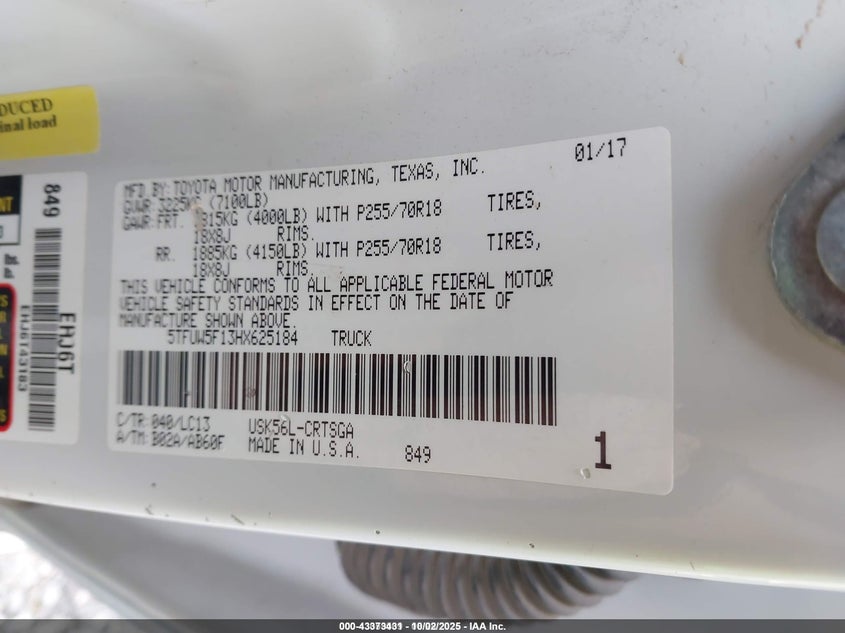 DUCED
inal load
849
EHJ6T
EHJ6T43183
01/17
MFD BY: TOYOTA MOTOR MANUFACTURING, TEXAS, INC.
GVWR: 3225KG (7100LB)
GAWR: FRT. 1815KG (4000LB) WITH P255/70R18 TIRES,
18X8J RIMS.
RR. 1885KG (4150LB) WITH P255/70R18 TIRES,
18X8J RIMS.
THIS VEHICLE CONFORMS TO ALL APPLICABLE FEDERAL MOTOR
VEHICLE SAFETY STANDARDS IN EFFECT ON THE DATE OF
MANUFACTURE SHOWN ABOVE.
5TFUW5F13HX625184 TRUCK
C/TR: 040/LC13 USK56L-CRTSGA
A/TM: B02A/AB60F MADE IN U.S.A. 849
1
000-43373431 - 10/02/2025 - IAA Inc.